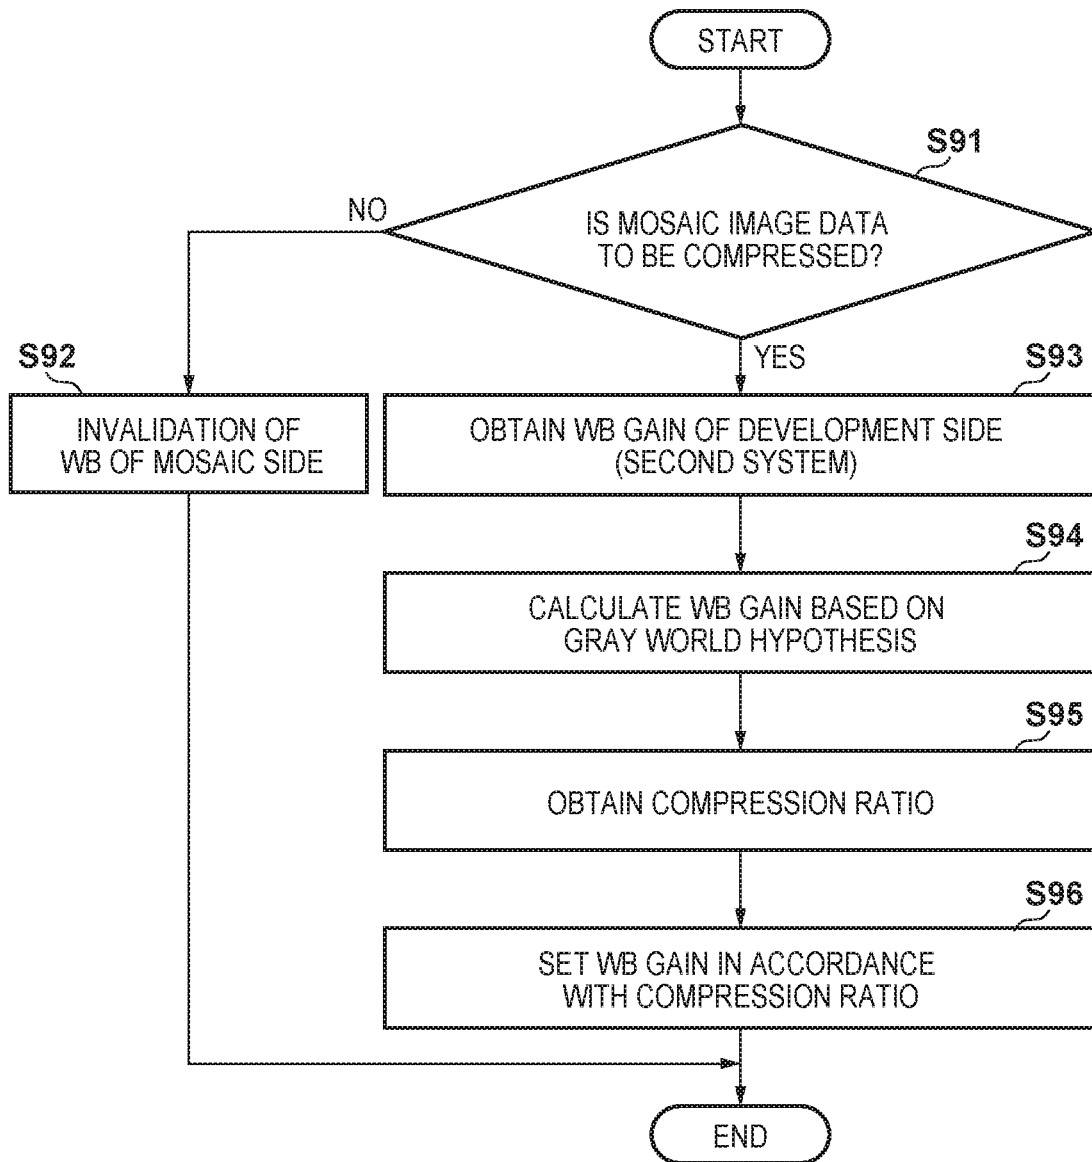 START
S91
NO
IS MOSAIC IMAGE DATA
TO BE COMPRESSED?
YES
S92
INVALIDATION OF
WB OF MOSAIC SIDE
S93
OBTAIN WB GAIN OF DEVELOPMENT SIDE
(SECOND SYSTEM)
S94
CALCULATE WB GAIN BASED ON
GRAY WORLD HYPOTHESIS
S95
OBTAIN COMPRESSION RATIO
S96
SET WB GAIN IN ACCORDANCE
WITH COMPRESSION RATIO
END